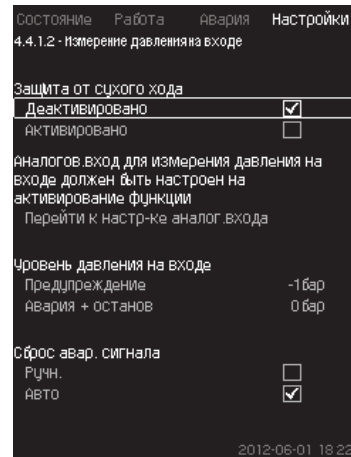 Состояние Работа Авария Настройки
4.4.1.2 - Измерение давления на входе
Защита от сухого хода
Деактивировано
Активировано
Аналогов.вход для измерения давления на
входе должен быть настроен на
активирование функции
Перейти к настр-ке аналог.входа
Уровень давления на входе
Предупреждение -1бар
Авария + останов 0бар
Сброс авар. сигнала
Ручн.
Авто
2012-06-01 18:22